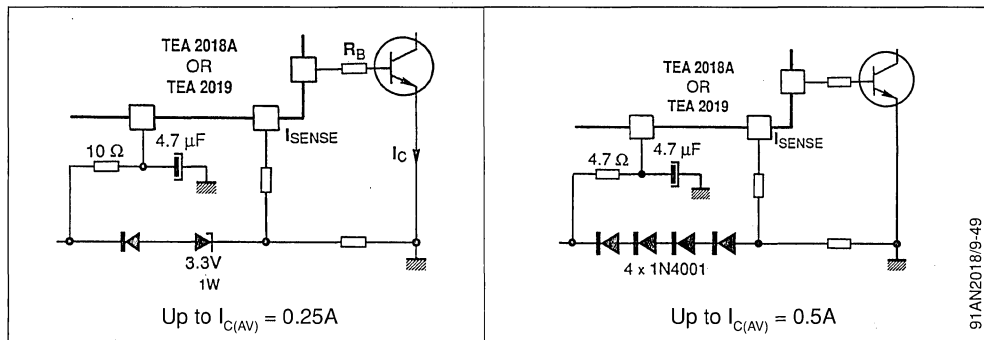 TEA 2018A
OR
TEA 2019
R_B
I_SENSE
4.7 µF
10 Ω
I_C
3.3V
1W
Up to I_C(AV) = 0.25A
TEA 2018A
OR
TEA 2019
I_SENSE
4.7 µF
4.7 Ω
4 x 1N4001
Up to I_C(AV) = 0.5A
91AN2018/9-49